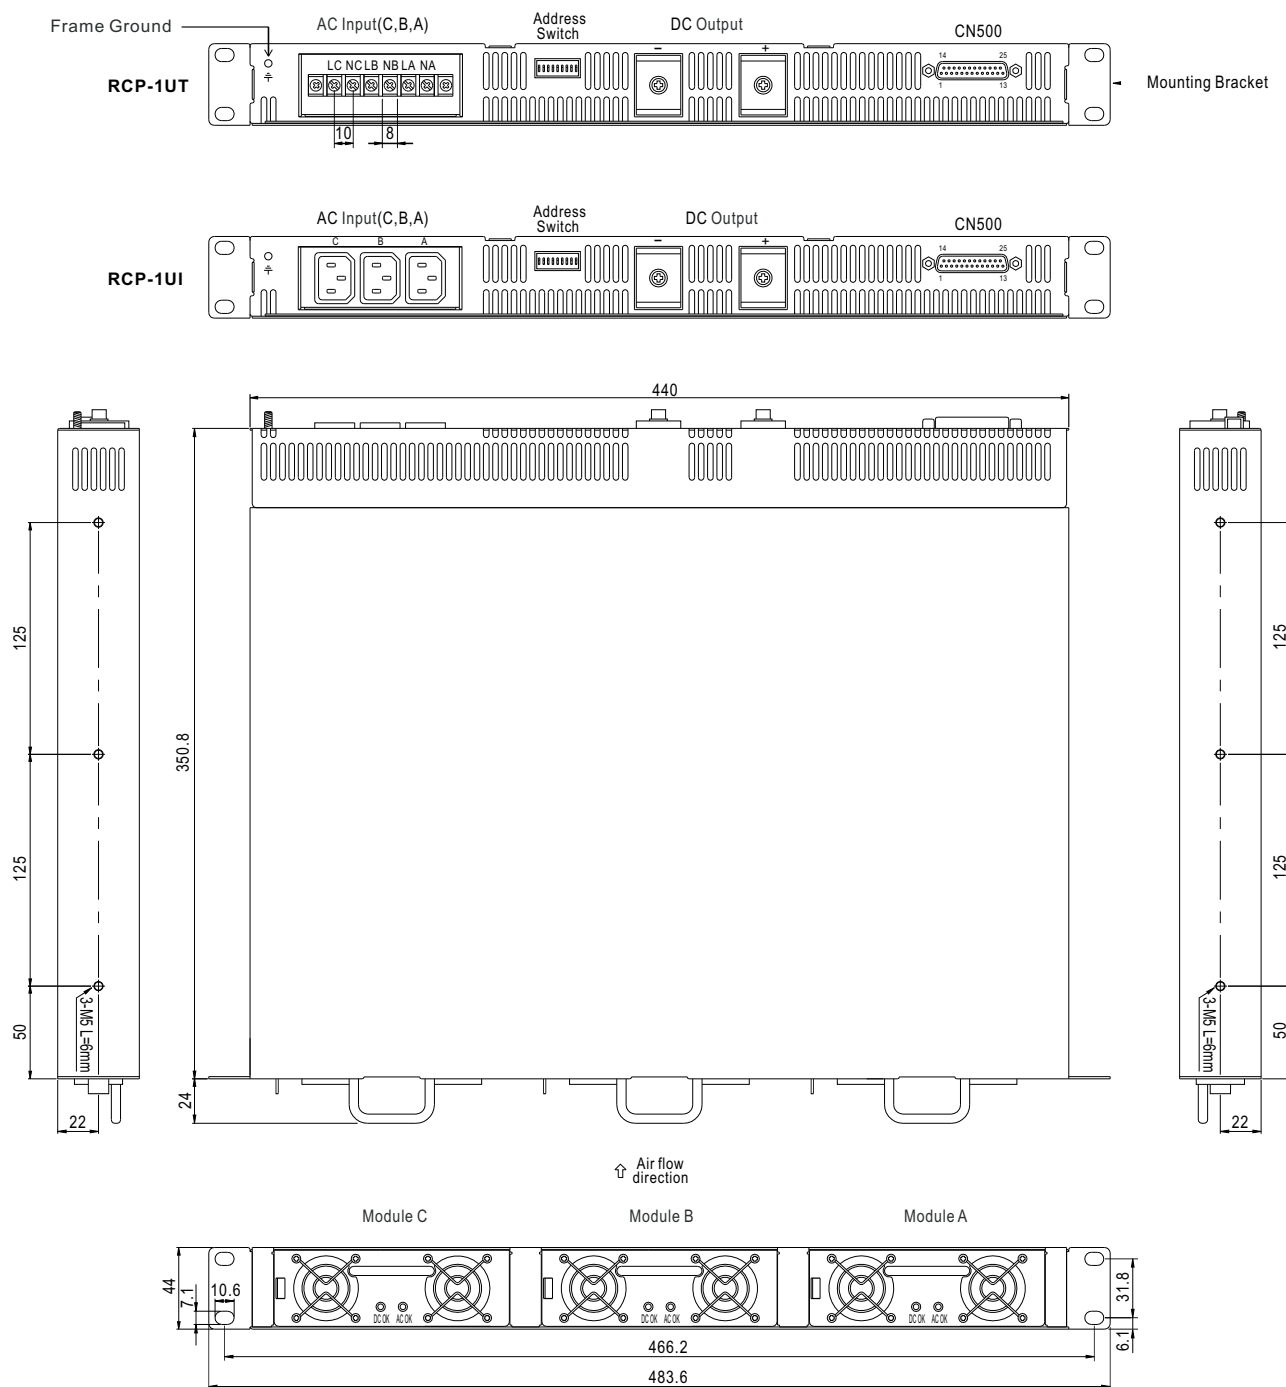 Frame Ground
AC Input(C,B,A)
Address
Switch
DC Output
CN500
RCP-1UT
LC NC LB NB LA NA
− +
14 25
1 13
Mounting Bracket
10 8
AC Input(C,B,A)
Address
Switch
DC Output
CN500
RCP-1UI
C B A
− +
14 25
1 13
440
125
125
50
3-M5 L=6mm
22
350.8
24
125
125
50
3-M5 L=6mm
22
Air flow
direction
Module C
Module B
Module A
44
7.1
10.6
DC OK AC OK
DC OK AC OK
DC OK AC OK
31.8
6.1
466.2
483.6